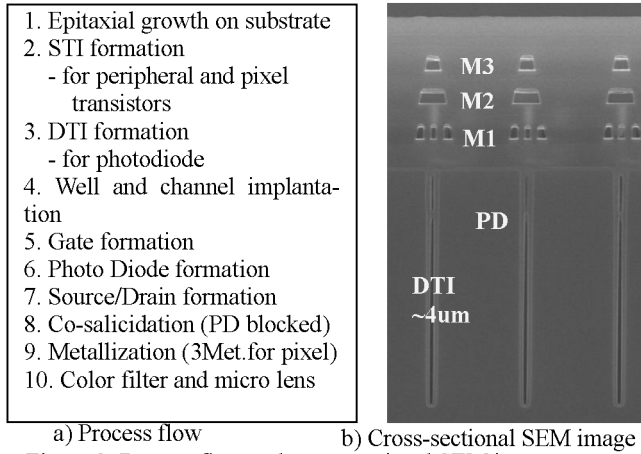 1. Epitaxial growth on substrate
2. STI formation
- for peripheral and pixel
transistors
3. DTI formation
- for photodiode
4. Well and channel implanta-
tion
5. Gate formation
6. Photo Diode formation
7. Source/Drain formation
8. Co-salicidation (PD blocked)
9. Metallization (3Met.for pixel)
10. Color filter and micro lens
a) Process flow
M3
M2
M1
PD
DTI
~4um
b) Cross-sectional SEM image